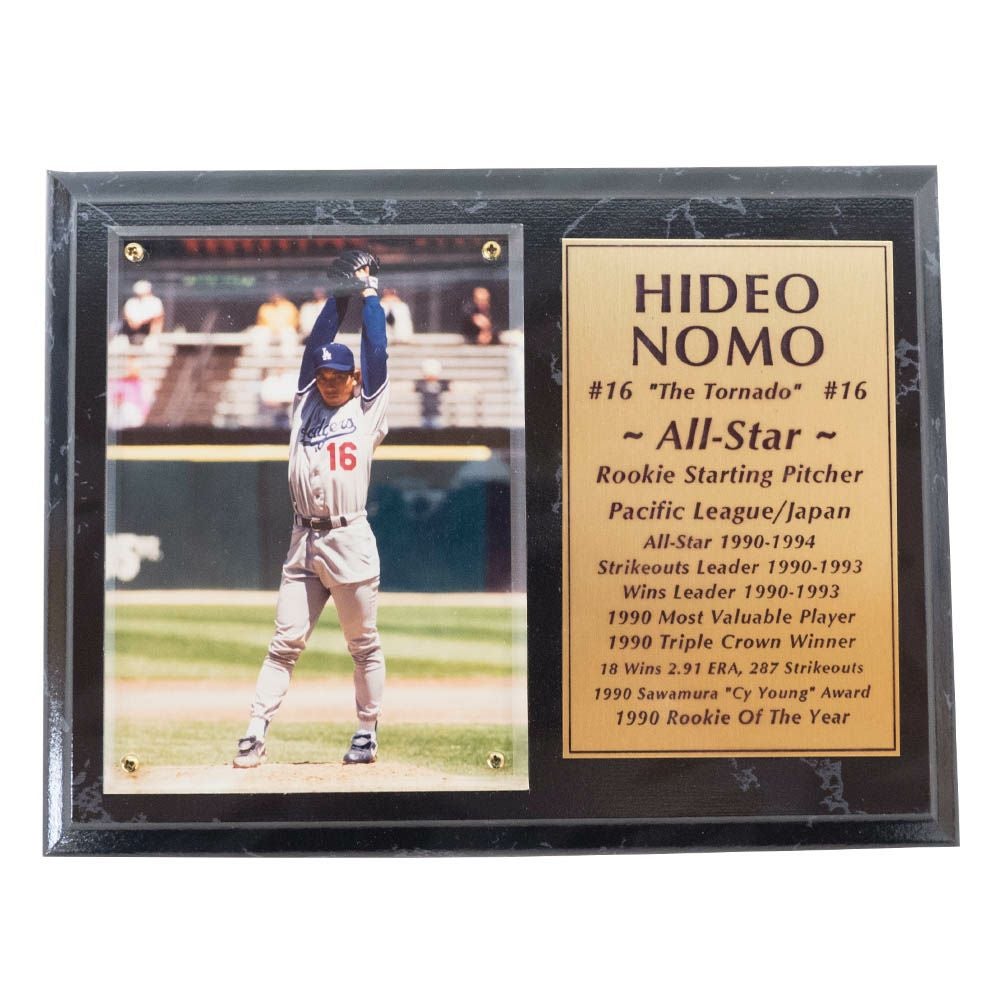 LA
Dodgers
16
HIDEO
NOMO
#16 "The Tornado" #16
~ All-Star ~
Rookie Starting Pitcher
Pacific League/Japan
All-Star 1990-1994
Strikeouts Leader 1990-1993
Wins Leader 1990-1993
1990 Most Valuable Player
1990 Triple Crown Winner
18 Wins 2.91 ERA, 287 Strikeouts
1990 Sawamura "Cy Young" Award
1990 Rookie Of The Year